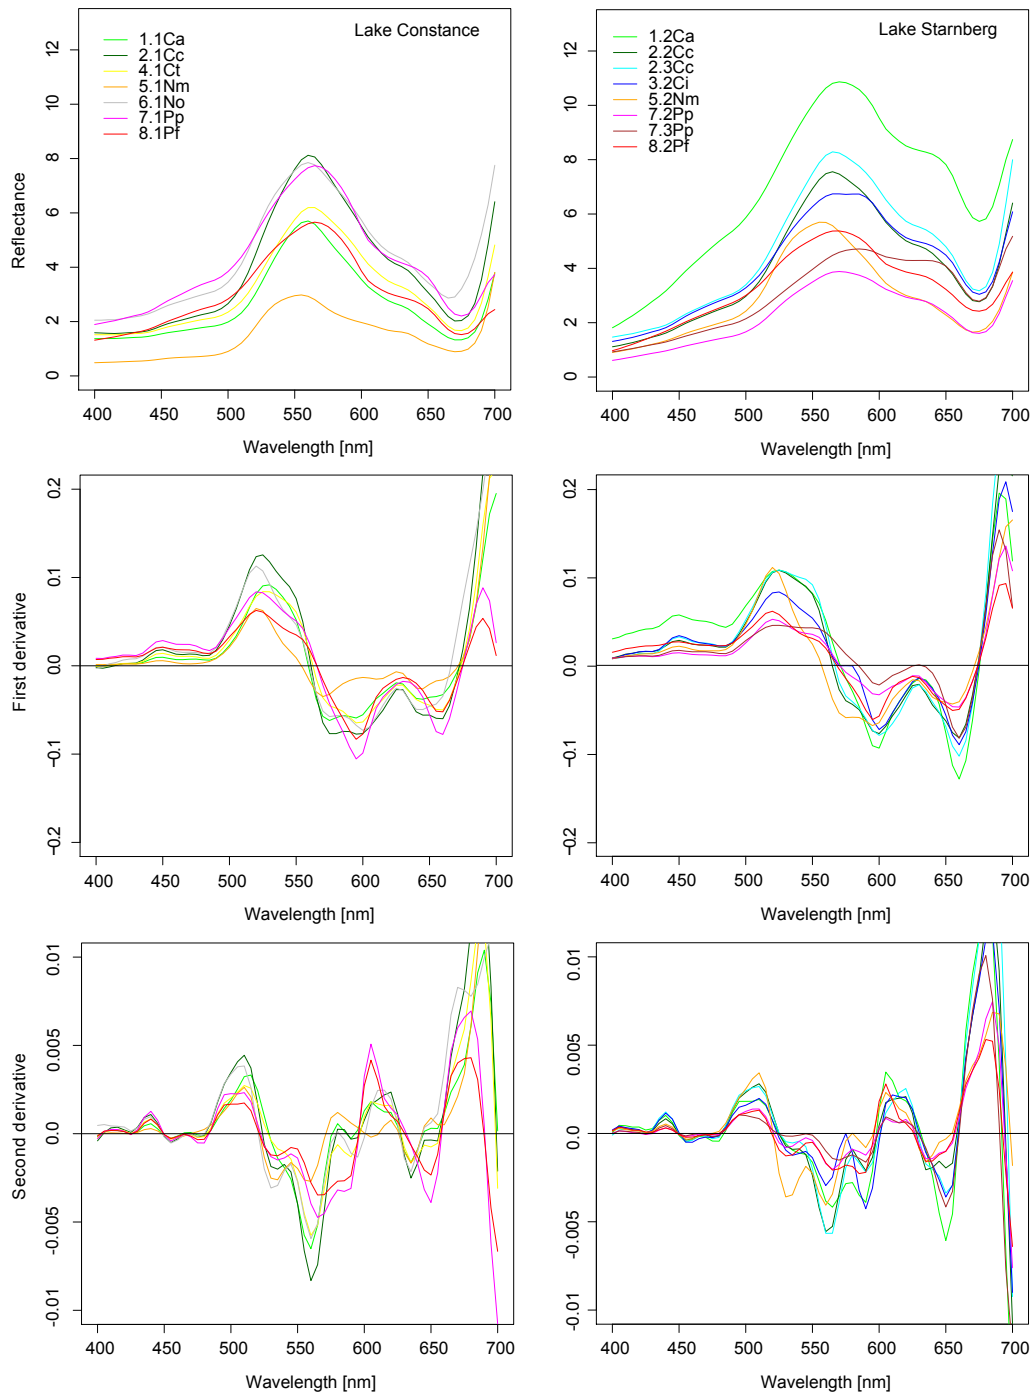 Lake Constance
1.1Ca
2.1Cc
4.1Ct
5.1Nm
6.1No
7.1Pp
8.1Pf
Reflectance
0 2 4 6 8 10 12
400 450 500 550 600 650 700
Wavelength [nm]
Lake Starnberg
1.2Ca
2.2Cc
2.3Cc
3.2Ci
5.2Nm
7.2Pp
7.3Pp
8.2Pf
0 2 4 6 8 10 12
400 450 500 550 600 650 700
Wavelength [nm]
First derivative
-0.2 -0.1 0.0 0.1 0.2
400 450 500 550 600 650 700
Wavelength [nm]
-0.2 -0.1 0.0 0.1 0.2
400 450 500 550 600 650 700
Wavelength [nm]
Second derivative
-0.01 -0.005 0.000 0.005 0.01
400 450 500 550 600 650 700
Wavelength [nm]
-0.01 -0.005 0.000 0.005 0.01
400 450 500 550 600 650 700
Wavelength [nm]